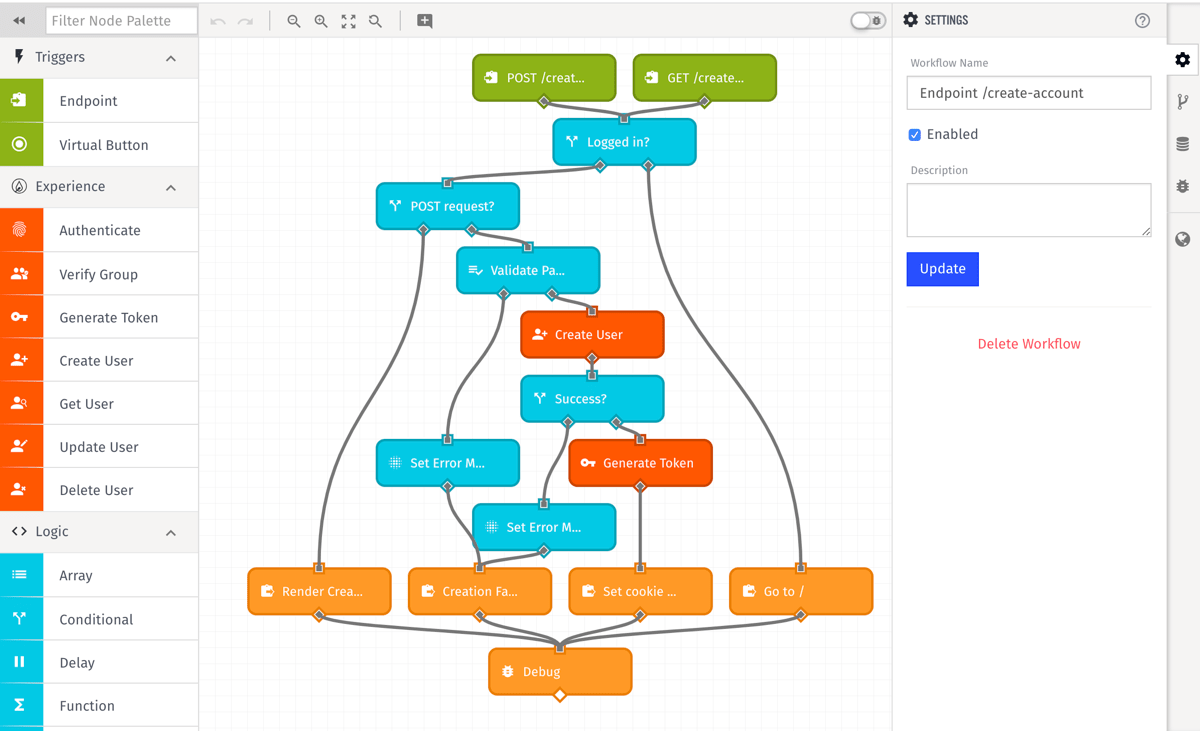 Filter Node Palette
Triggers
Endpoint
Virtual Button
Experience
Authenticate
Verify Group
Generate Token
Create User
Get User
Update User
Delete User
Logic
Array
Conditional
Delay
Function
POST /creat...
GET /create...
Logged in?
POST request?
Validate Pa...
Create User
Success?
Set Error M...
Generate Token
Set Error M...
Render Crea...
Creation Fa...
Set cookie ...
Go to /
Debug
SETTINGS
Workflow Name
Endpoint /create-account
Enabled
Description
Update
Delete Workflow